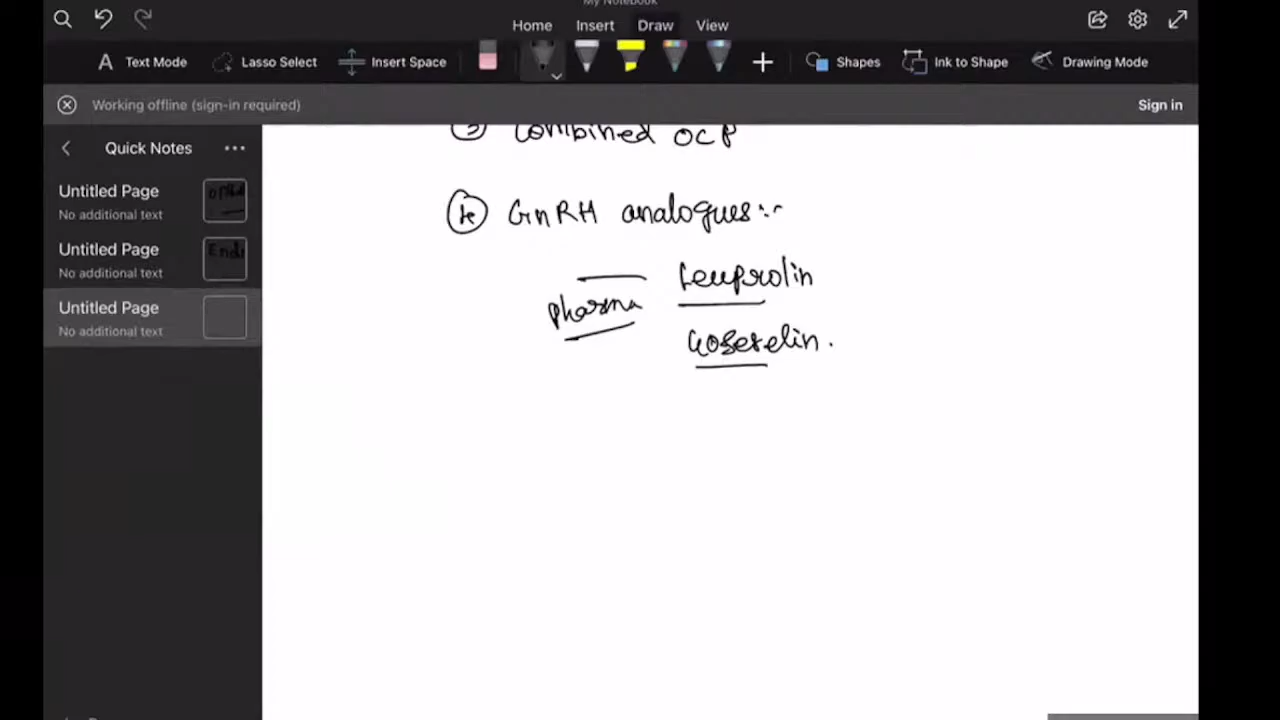 My Notebook
Home Insert Draw View
Text Mode Lasso Select Insert Space Shapes Ink to Shape Drawing Mode
Working offline (sign-in required) Sign in
Quick Notes
Untitled Page
No additional text
Untitled Page
No additional text
Untitled Page
No additional text
③ Combined OCP
④ GnRH analogues:-
Leuprolin
Pharma
Goserelin.